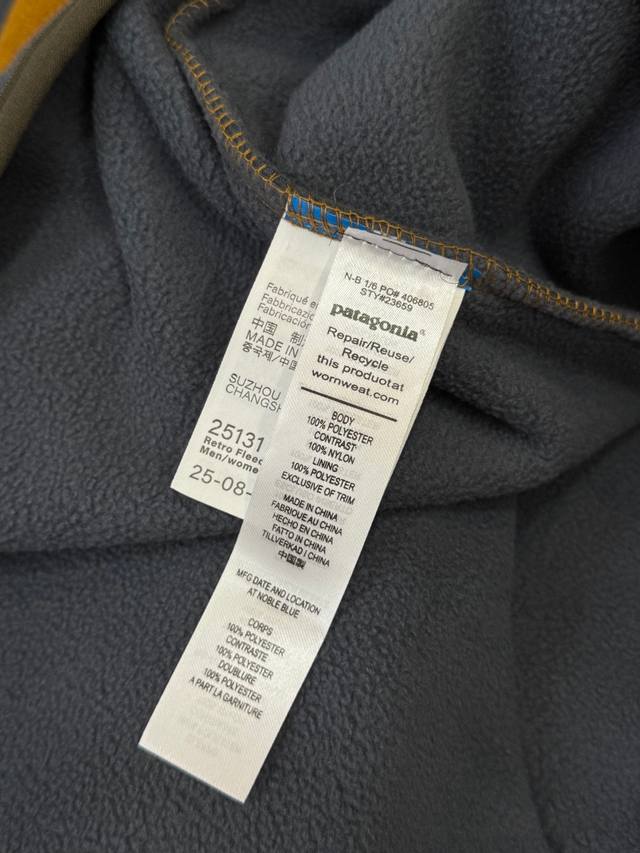 N-B 1/6 PO# 406805
STY#23659
patagonia®
Repair/Reuse/
Recycle
this produotat
wornweat.com
BODY
100% POLYESTER
CONTRAST
100% NYLON
LINING
100% POLYESTER
EXCLUSIVE OF TRIM
MADE IN CHINA
FABRIQUE AU CHINA
HECHO EN CHINA
FATTO IN CHINA
TILLVERKAD I CHINA
中国製
MFG DATE AND LOCATION
AT NOBLE BLUE
CORPS
100% POLYESTER
CONTRASTE
100% POLYESTER
DOUBLURE
100% POLYESTER
A PART LA GARNITURE
Fabriqué
Fabbricazio
Fabricación
中国
MADE IN
중국제/中国
SUZHOU
CHANGSH
25131
Retro Fleec
Men/wome
25-08-